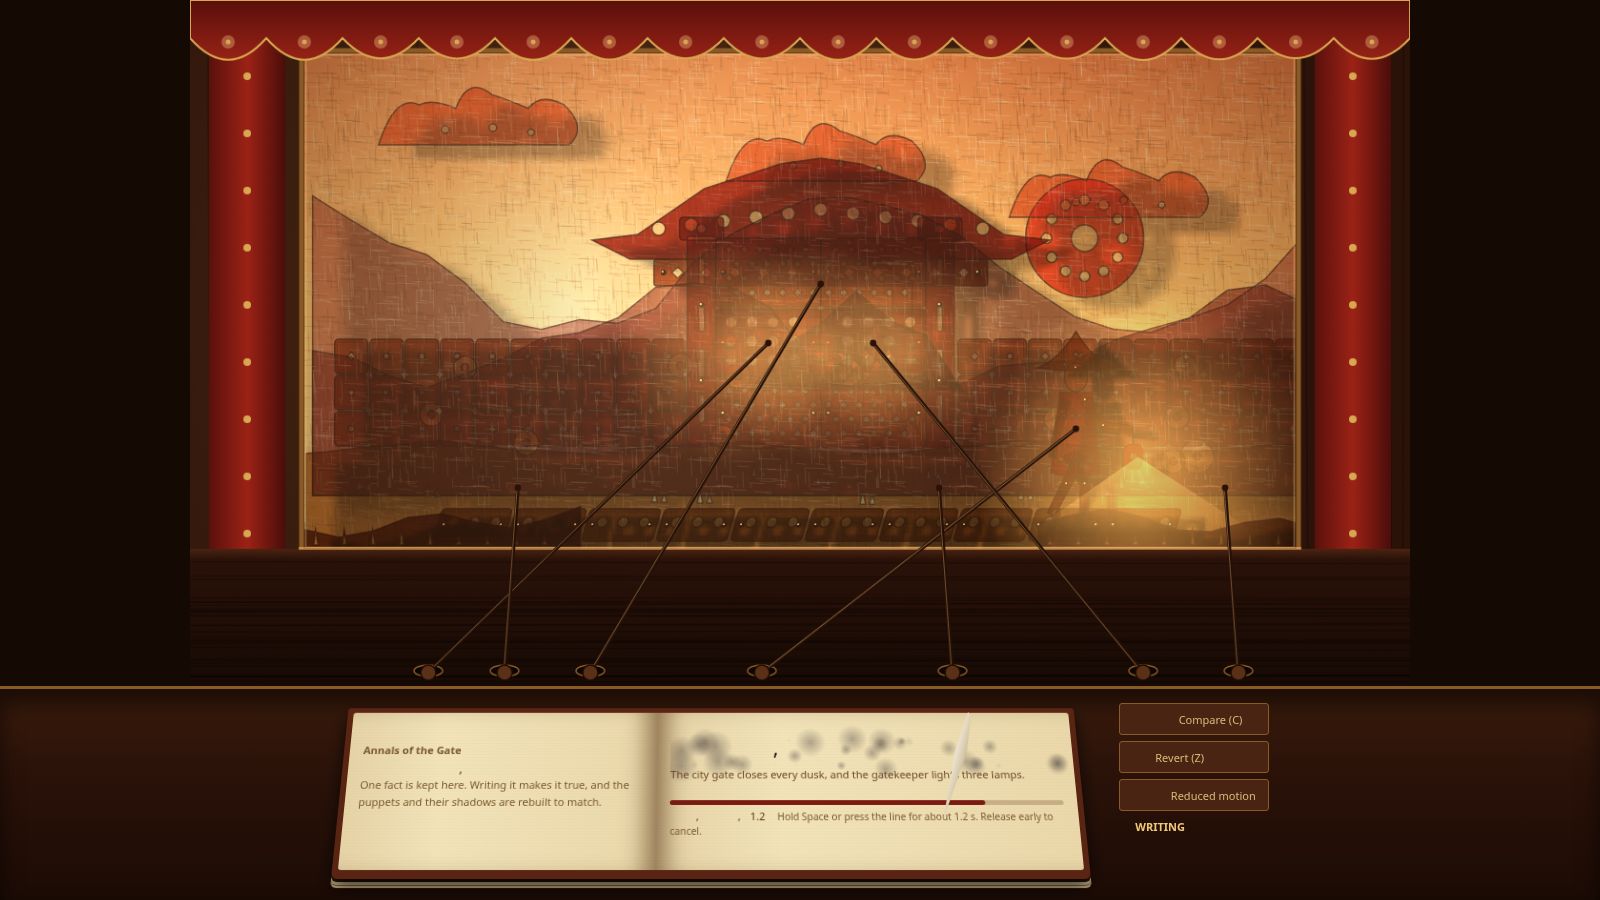 Annals of the Gate
,
One fact is kept here. Writing it makes it true, and the
puppets and their shadows are rebuilt to match.
,
The city gate closes every dusk, and the gatekeeper lights three lamps.
, , 1.2 Hold Space or press the line for about 1.2 s. Release early to
cancel.
Compare (C)
Revert (Z)
Reduced motion
WRITING